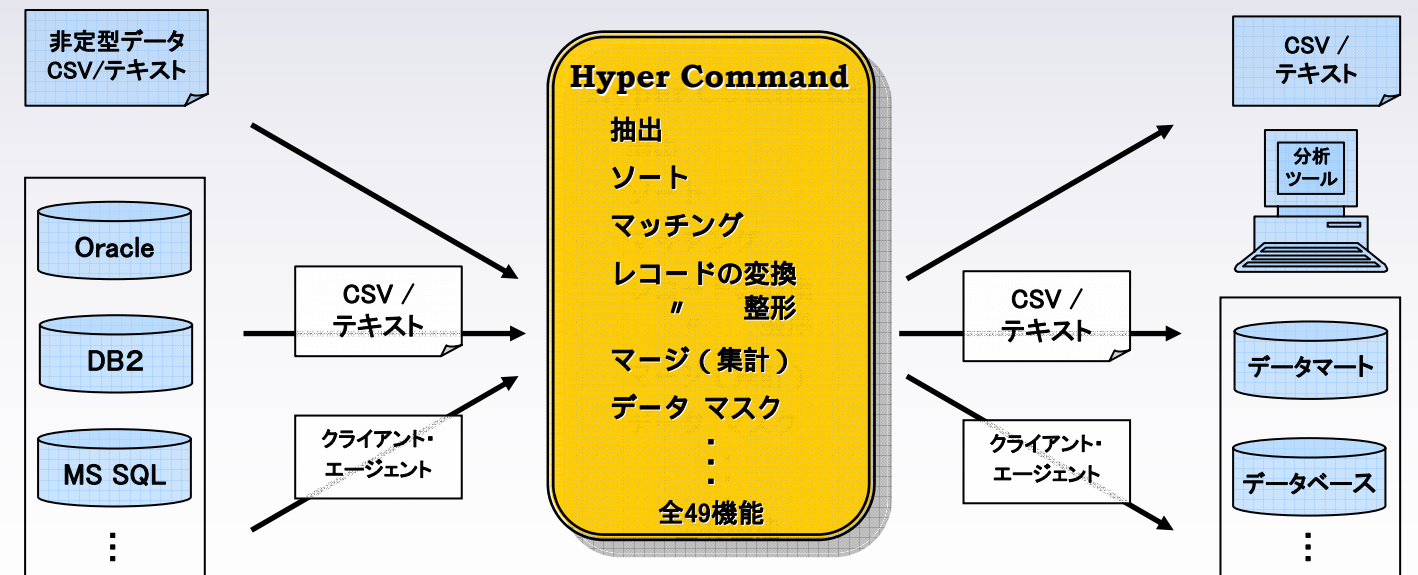 非定型データ
CSV/テキスト
Oracle
DB2
MS SQL
⋮
CSV /
テキスト
クライアント・
エージェント
Hyper Command
抽出
ソート
マッチング
レコードの変換
〃 整形
マージ（集計）
データ マスク
⋮
全49機能
CSV /
テキスト
クライアント・
エージェント
CSV /
テキスト
分析
ツール
データマート
データベース
⋮